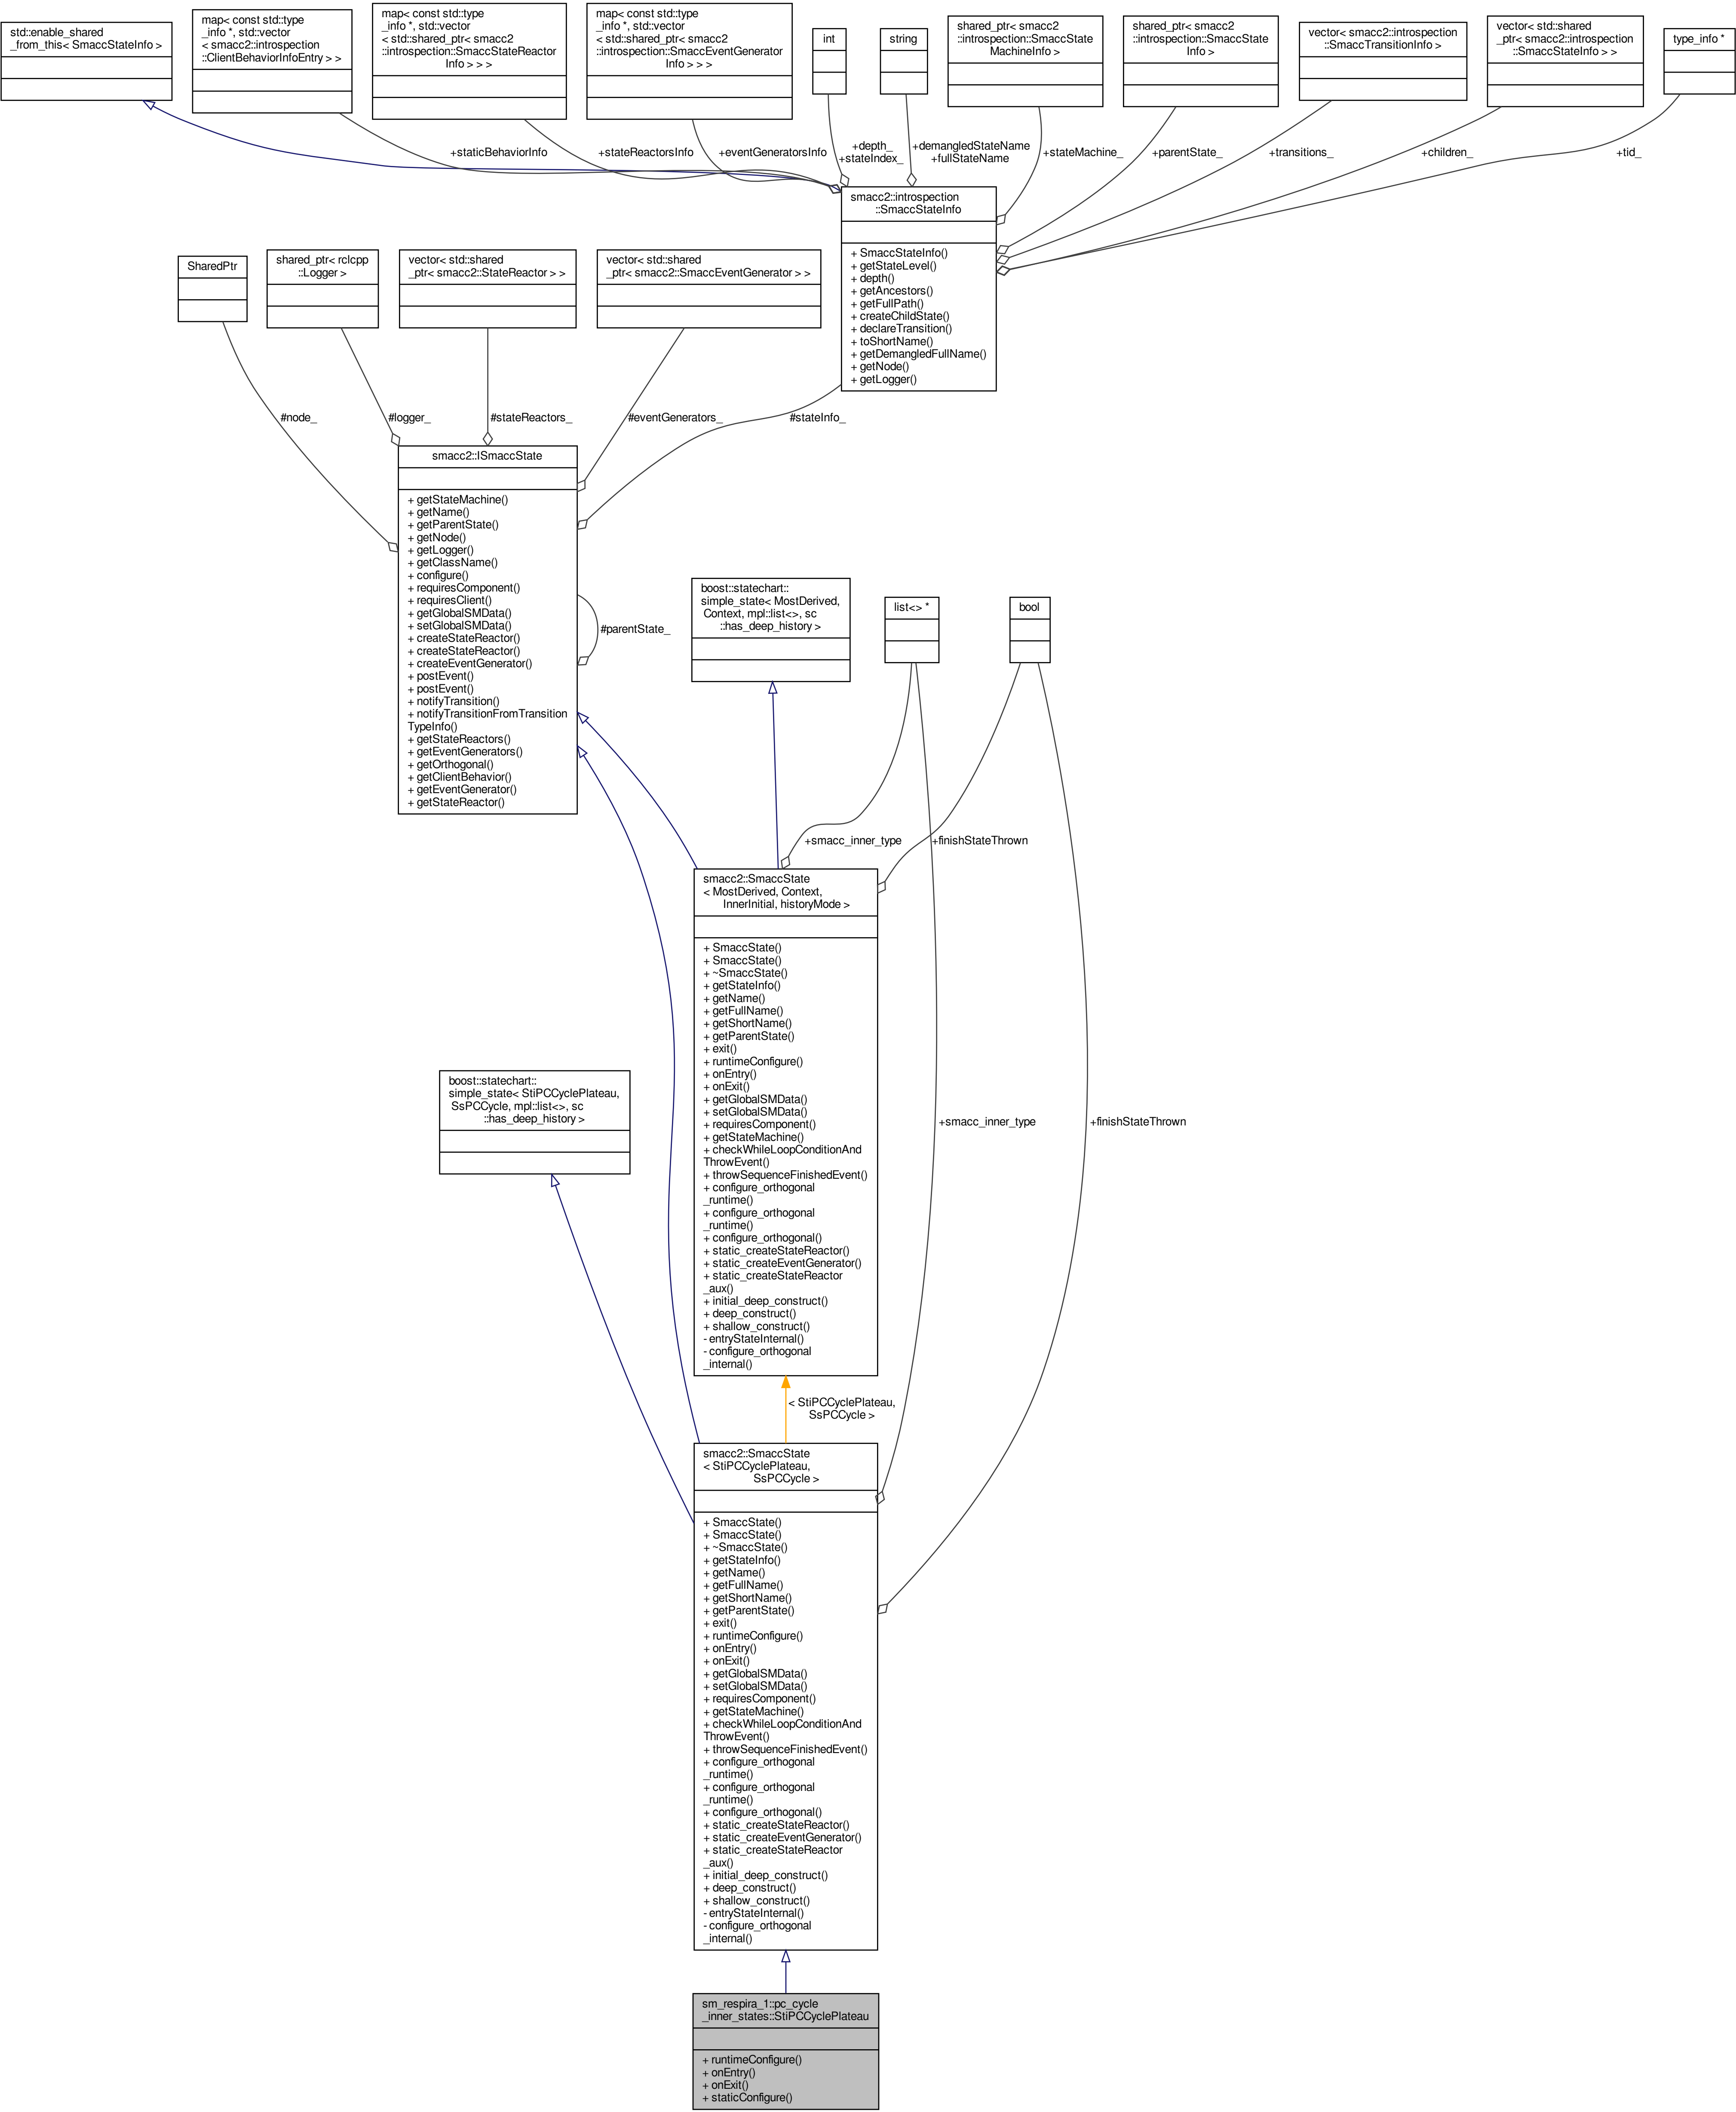 std::enable_shared
_from_this< SmaccStateInfo >
map< const std::type
_info *, std::vector
< smacc2::introspection
::ClientBehaviorInfoEntry > >
map< const std::type
_info *, std::vector
< std::shared_ptr< smacc2
::introspection::SmaccStateReactor
Info > > >
map< const std::type
_info *, std::vector
< std::shared_ptr< smacc2
::introspection::SmaccEventGenerator
Info > > >
int
string
shared_ptr< smacc2
::introspection::SmaccState
MachineInfo >
shared_ptr< smacc2
::introspection::SmaccState
Info >
vector< smacc2::introspection
::SmaccTransitionInfo >
vector< std::shared
_ptr< smacc2::introspection
::SmaccStateInfo > >
type_info *
+staticBehaviorInfo
+stateReactorsInfo
+eventGeneratorsInfo
+depth_
+stateIndex_
+demangledStateName
+fullStateName
+stateMachine_
+parentState_
+transitions_
+children_
+tid_
smacc2::introspection
::SmaccStateInfo
+ SmaccStateInfo()
+ getStateLevel()
+ depth()
+ getAncestors()
+ getFullPath()
+ createChildState()
+ declareTransition()
+ toShortName()
+ getDemangledFullName()
+ getNode()
+ getLogger()
SharedPtr
shared_ptr< rclcpp
::Logger >
vector< std::shared
_ptr< smacc2::StateReactor > >
vector< std::shared
_ptr< smacc2::SmaccEventGenerator > >
#node_
#logger_
#stateReactors_
#eventGenerators_
#stateInfo_
smacc2::ISmaccState
+ getStateMachine()
+ getName()
+ getParentState()
+ getNode()
+ getLogger()
+ getClassName()
+ configure()
+ requiresComponent()
+ requiresClient()
+ getGlobalSMData()
+ setGlobalSMData()
+ createStateReactor()
+ createStateReactor()
+ createEventGenerator()
+ postEvent()
+ postEvent()
+ notifyTransition()
+ notifyTransitionFromTransition
TypeInfo()
+ getStateReactors()
+ getEventGenerators()
+ getOrthogonal()
+ getClientBehavior()
+ getEventGenerator()
+ getStateReactor()
#parentState_
boost::statechart::
simple_state< MostDerived,
Context, mpl::list<>, sc
::has_deep_history >
list<> *
bool
+smacc_inner_type
+finishStateThrown
smacc2::SmaccState
< MostDerived, Context,
InnerInitial, historyMode >
+ SmaccState()
+ SmaccState()
+ ~SmaccState()
+ getStateInfo()
+ getName()
+ getFullName()
+ getShortName()
+ getParentState()
+ exit()
+ runtimeConfigure()
+ onEntry()
+ onExit()
+ getGlobalSMData()
+ setGlobalSMData()
+ requiresComponent()
+ getStateMachine()
+ checkWhileLoopConditionAnd
ThrowEvent()
+ throwSequenceFinishedEvent()
+ configure_orthogonal
_runtime()
+ configure_orthogonal
_runtime()
+ configure_orthogonal()
+ static_createStateReactor()
+ static_createEventGenerator()
+ static_createStateReactor
_aux()
+ initial_deep_construct()
+ deep_construct()
+ shallow_construct()
- entryStateInternal()
- configure_orthogonal
_internal()
boost::statechart::
simple_state< StiPCCyclePlateau,
SsPCCycle, mpl::list<>, sc
::has_deep_history >
+smacc_inner_type
+finishStateThrown
< StiPCCyclePlateau,
SsPCCycle >
smacc2::SmaccState
< StiPCCyclePlateau,
SsPCCycle >
+ SmaccState()
+ SmaccState()
+ ~SmaccState()
+ getStateInfo()
+ getName()
+ getFullName()
+ getShortName()
+ getParentState()
+ exit()
+ runtimeConfigure()
+ onEntry()
+ onExit()
+ getGlobalSMData()
+ setGlobalSMData()
+ requiresComponent()
+ getStateMachine()
+ checkWhileLoopConditionAnd
ThrowEvent()
+ throwSequenceFinishedEvent()
+ configure_orthogonal
_runtime()
+ configure_orthogonal
_runtime()
+ configure_orthogonal()
+ static_createStateReactor()
+ static_createEventGenerator()
+ static_createStateReactor
_aux()
+ initial_deep_construct()
+ deep_construct()
+ shallow_construct()
- entryStateInternal()
- configure_orthogonal
_internal()
sm_respira_1::pc_cycle
_inner_states::StiPCCyclePlateau
+ runtimeConfigure()
+ onEntry()
+ onExit()
+ staticConfigure()